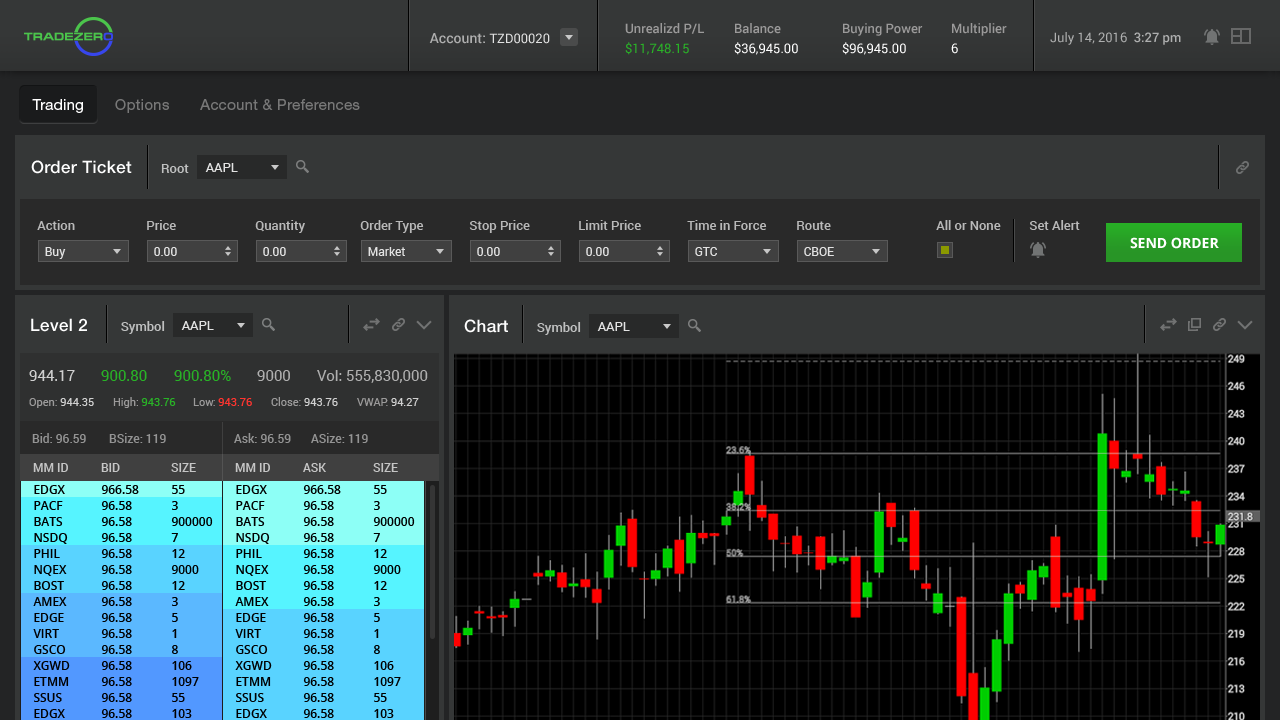 TRADEZERO
Account: TZD00020
Unrealizd P/L Balance Buying Power Multiplier
$11,748.15 $36,945.00 $96,945.00 6
July 14, 2016 3:27 pm
Trading Options Account & Preferences
Order Ticket Root AAPL
Action Price Quantity Order Type Stop Price Limit Price Time in Force Route All or None Set Alert
Buy 0.00 0.00 Market 0.00 0.00 GTC CBOE SEND ORDER
Level 2 Symbol AAPL
944.17 900.80 900.80% 9000 Vol: 555,830,000
Open: 944.35 High: 943.76 Low: 943.76 Close: 943.76 VWAP: 94.27
Bid: 96.59 BSize: 119 Ask: 96.59 ASize: 119
MM ID BID SIZE MM ID ASK SIZE
EDGX 966.58 55 EDGX 966.58 55
PACF 96.58 3 PACF 96.58 3
BATS 96.58 900000 BATS 96.58 900000
NSDQ 96.58 7 NSDQ 96.58 7
PHIL 96.58 12 PHIL 96.58 12
NQEX 96.58 9000 NQEX 96.58 9000
BOST 96.58 12 BOST 96.58 12
AMEX 96.58 3 AMEX 96.58 3
EDGE 96.58 5 EDGE 96.58 5
VIRT 96.58 1 VIRT 96.58 1
GSCO 96.58 8 GSCO 96.58 8
XGWD 96.58 106 XGWD 96.58 106
ETMM 96.58 1097 ETMM 96.58 1097
SSUS 96.58 55 SSUS 96.58 55
EDGX 96.58 103 EDGX 96.58 103
Chart Symbol AAPL
249
246
243
240
23.6%
237
234
38.2%
231.8
231
50%
228
225
61.8%
222
219
216
213
210